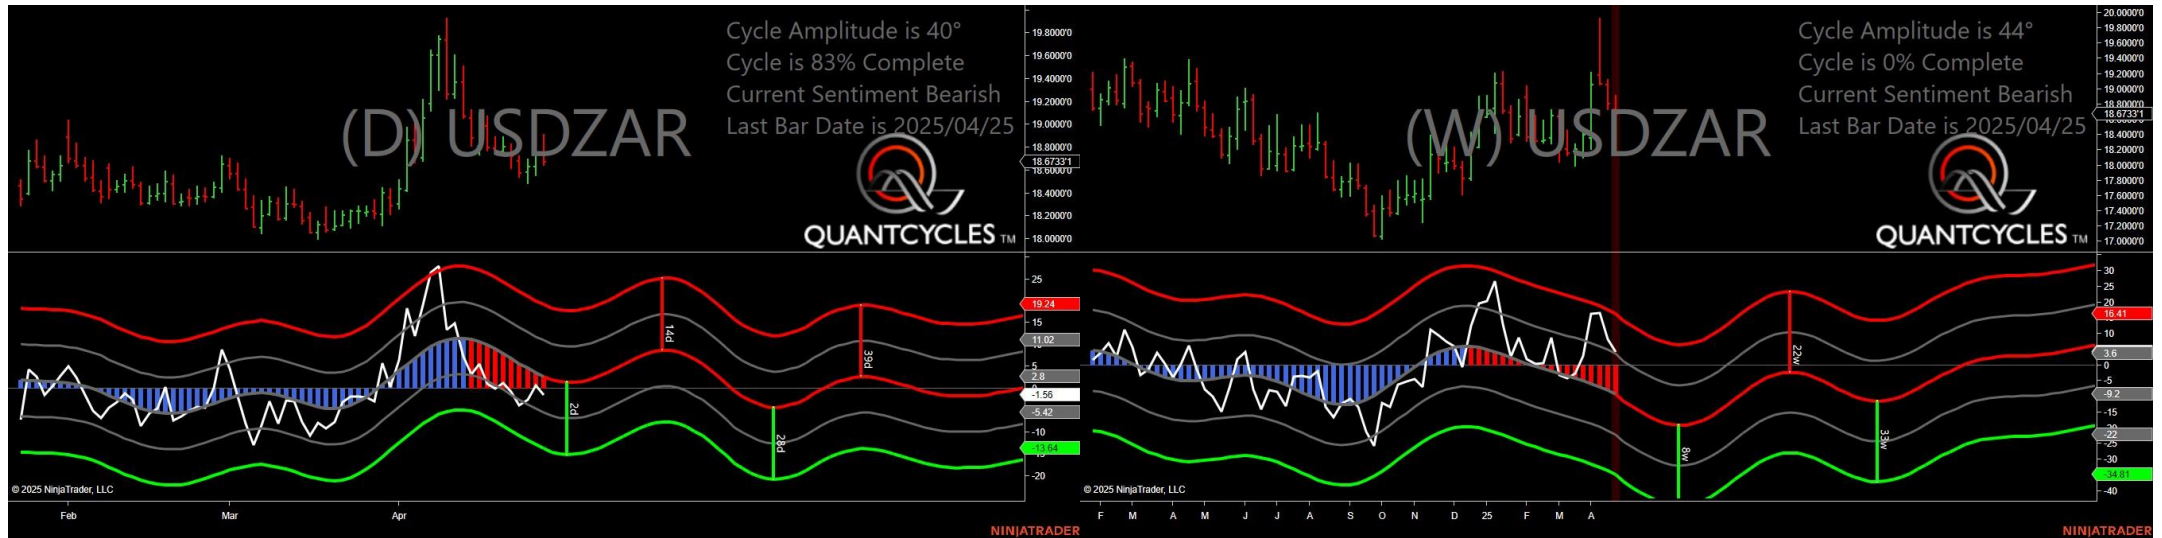 Cycle Amplitude is 40°
Cycle is 83% Complete
Current Sentiment Bearish
Last Bar Date is 2025/04/25
(D) USDZAR
QUANTCYCLES TM
19.8000'0
19.6000'0
19.4000'0
19.2000'0
19.0000'0
18.8000'0
18.6733'1
18.6000'0
18.4000'0
18.2000'0
18.0000'0
25
19.24
15
11.02
5
2.8
-1.56
-5.42
-10
-13.64
-20
14d
39d
2d
28d
© 2025 NinjaTrader, LLC
Feb Mar Apr
NINJATRADER
Cycle Amplitude is 44°
Cycle is 0% Complete
Current Sentiment Bearish
Last Bar Date is 2025/04/25
(W) USDZAR
QUANTCYCLES TM
20.0000'0
19.6000'0
19.4000'0
19.2000'0
18.8000'0
18.6733'1
18.4000'0
18.2000'0
18.0000'0
17.8000'0
17.6000'0
17.4000'0
17.2000'0
17.0000'0
30
25
20
16.41
10
3.6
0
-5
-9.2
-15
-22
-25
-30
-34.81
-40
22w
8w
33w
© 2025 NinjaTrader, LLC
F M A M J J A S O N D 25 F M A
NINJATRADER